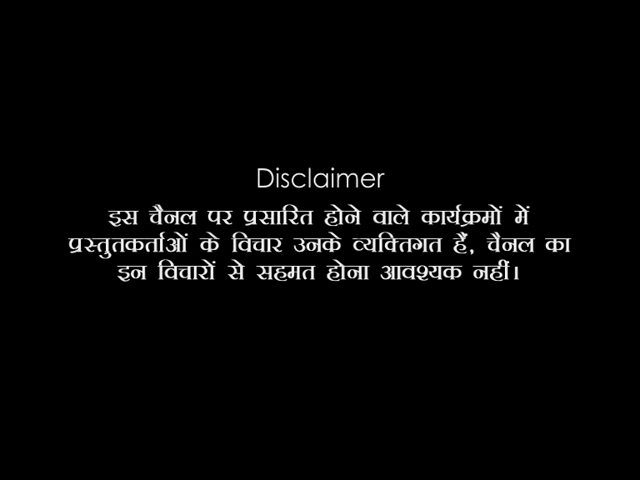 Disclaimer
इस चैनल पर प्रसारित होने वाले कार्यक्रमों में
प्रस्तुतकर्ताओं के विचार उनके व्यक्तिगत हैं, चैनल का
इन विचारों से सहमत होना आवश्यक नहीं।